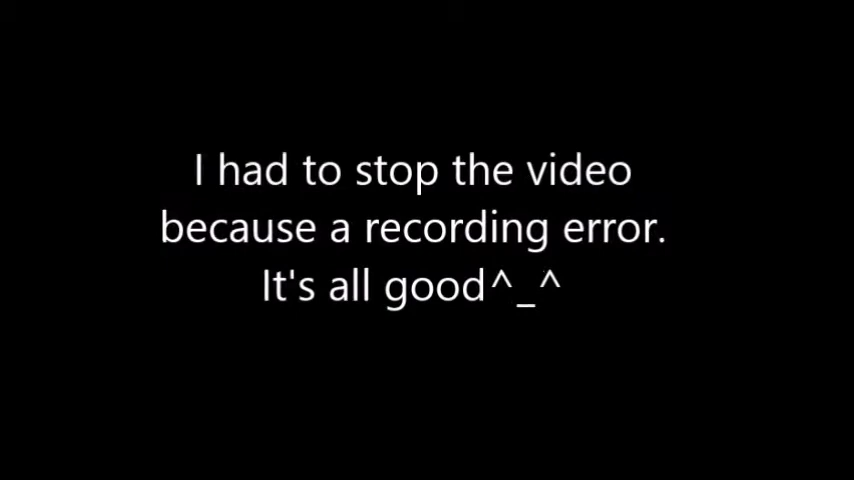 I had to stop the video
because a recording error.
It's all good^_^